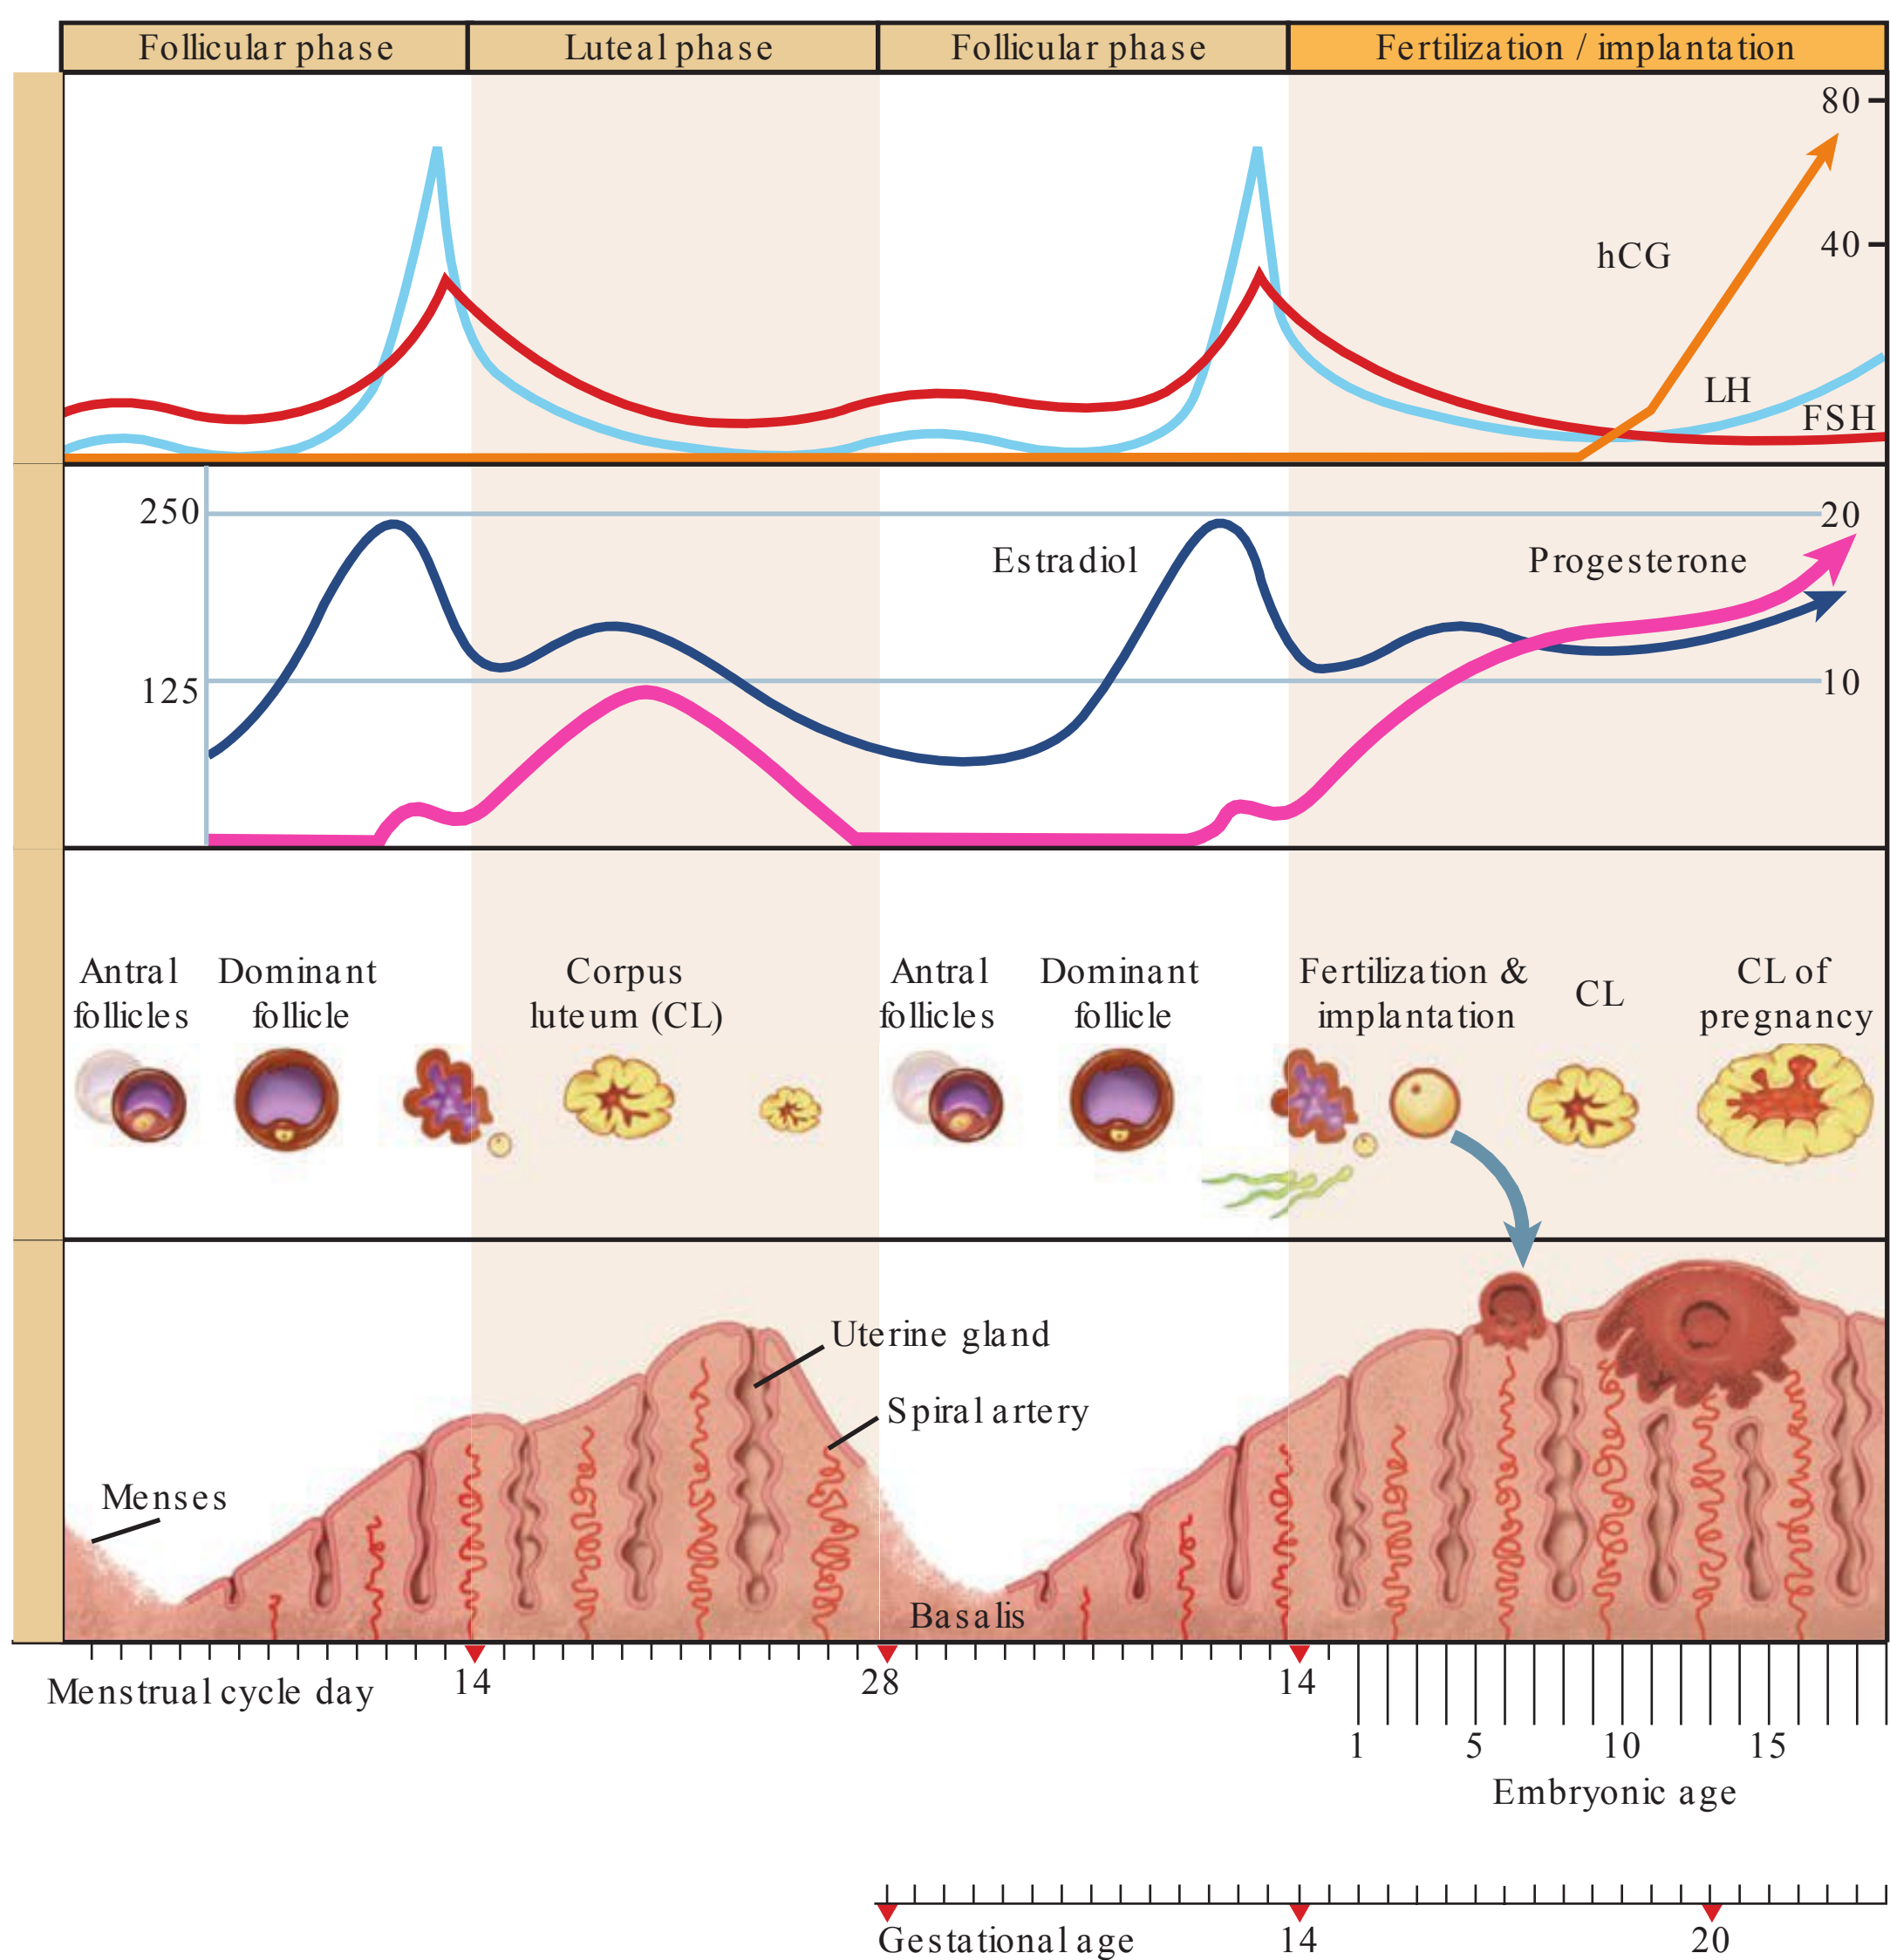 Follicular phase
Luteal phase
Follicular phase
Fertilization / implantation
80
40
hCG
LH
FSH
250
20
Estradiol
Progesterone
125
10
Antral
follicles
Dominant
follicle
Corpus
luteum (CL)
Antral
follicles
Dominant
follicle
Fertilization &
implantation
CL
CL of
pregnancy
Uterine gland
Spiral artery
Menses
Basalis
Menstrual cycle day
14
28
14
1
5
10
15
Embryonic age
Gestational age
14
20